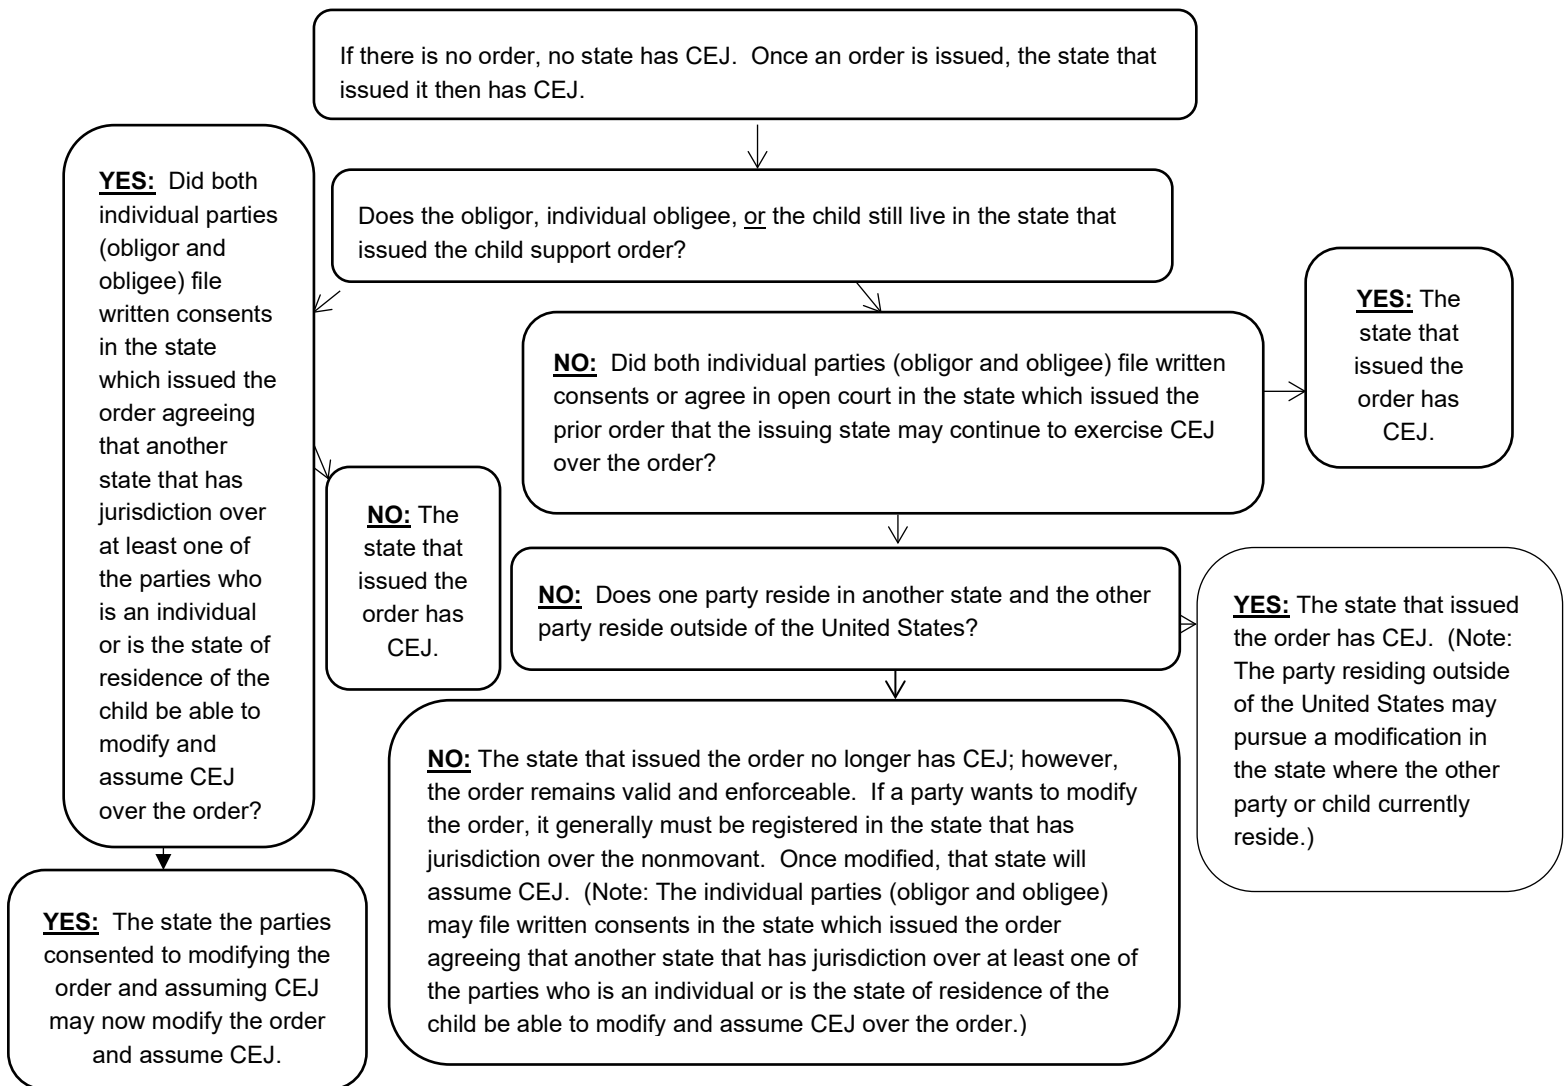 If there is no order, no state has CEJ.  Once an order is issued, the state that
issued it then has CEJ.
Does the obligor, individual obligee, or the child still live in the state that
issued the child support order?
YES:  Did both
individual parties
(obligor and
obligee) file
written consents
in the state
which issued the
order agreeing
that another
state that has
jurisdiction over
at least one of
the parties who
is an individual
or is the state of
residence of the
child be able to
modify and
assume CEJ
over the order?
NO: The
state that
issued the
order has
CEJ.
YES:  The state the parties
consented to modifying the
order and assuming CEJ
may now modify the order
and assume CEJ.
NO:  Did both individual parties (obligor and obligee) file written
consents or agree in open court in the state which issued the
prior order that the issuing state may continue to exercise CEJ
over the order?
YES: The
state that
issued the
order has
CEJ.
NO:  Does one party reside in another state and the other
party reside outside of the United States?
YES: The state that issued
the order has CEJ.  (Note:
The party residing outside
of the United States may
pursue a modification in
the state where the other
party or child currently
reside.)
NO: The state that issued the order no longer has CEJ; however,
the order remains valid and enforceable.  If a party wants to modify
the order, it generally must be registered in the state that has
jurisdiction over the nonmovant.  Once modified, that state will
assume CEJ.  (Note: The individual parties (obligor and obligee)
may file written consents in the state which issued the order
agreeing that another state that has jurisdiction over at least one of
the parties who is an individual or is the state of residence of the
child be able to modify and assume CEJ over the order.)